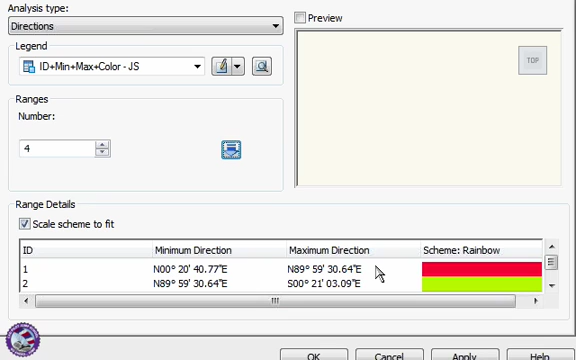 Analysis type:
Directions
Legend
ID+Min+Max+Color - JS
Ranges
Number:
4
Preview
TOP
Range Details
Scale scheme to fit
ID Minimum Direction Maximum Direction Scheme: Rainbow
1 N00° 20' 40.77"E N89° 59' 30.64"E
2 N89° 59' 30.64"E S00° 21' 03.09"E
OK Cancel Apply Help